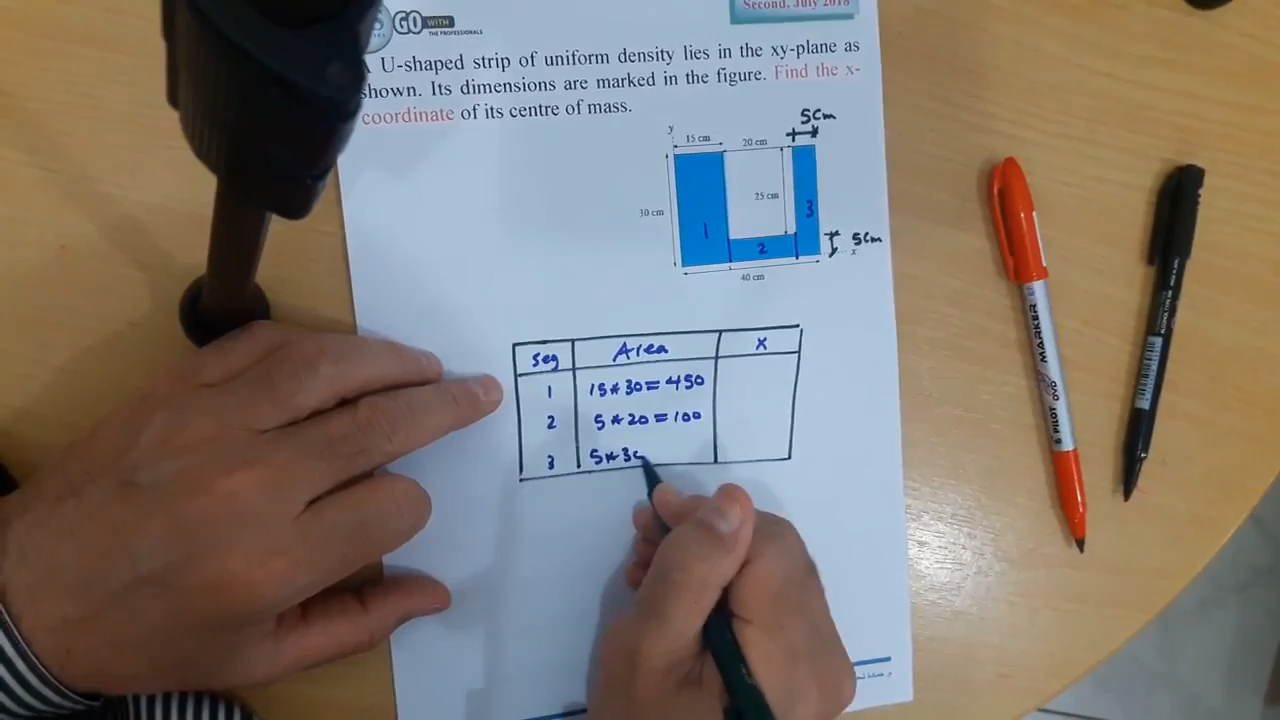 GO WITH
THE PROFESSIONALS
Second, July 2018
U-shaped strip of uniform density lies in the xy-plane as
shown. Its dimensions are marked in the figure. Find the x-
coordinate of its centre of mass.
5cm
y
15 cm
20 cm
25 cm
30 cm
1
2
3
5cm
x
40 cm
Seg Area X
1 15*30=450
2 5*20=100
3 5*30
MARKER
PILOT DVD